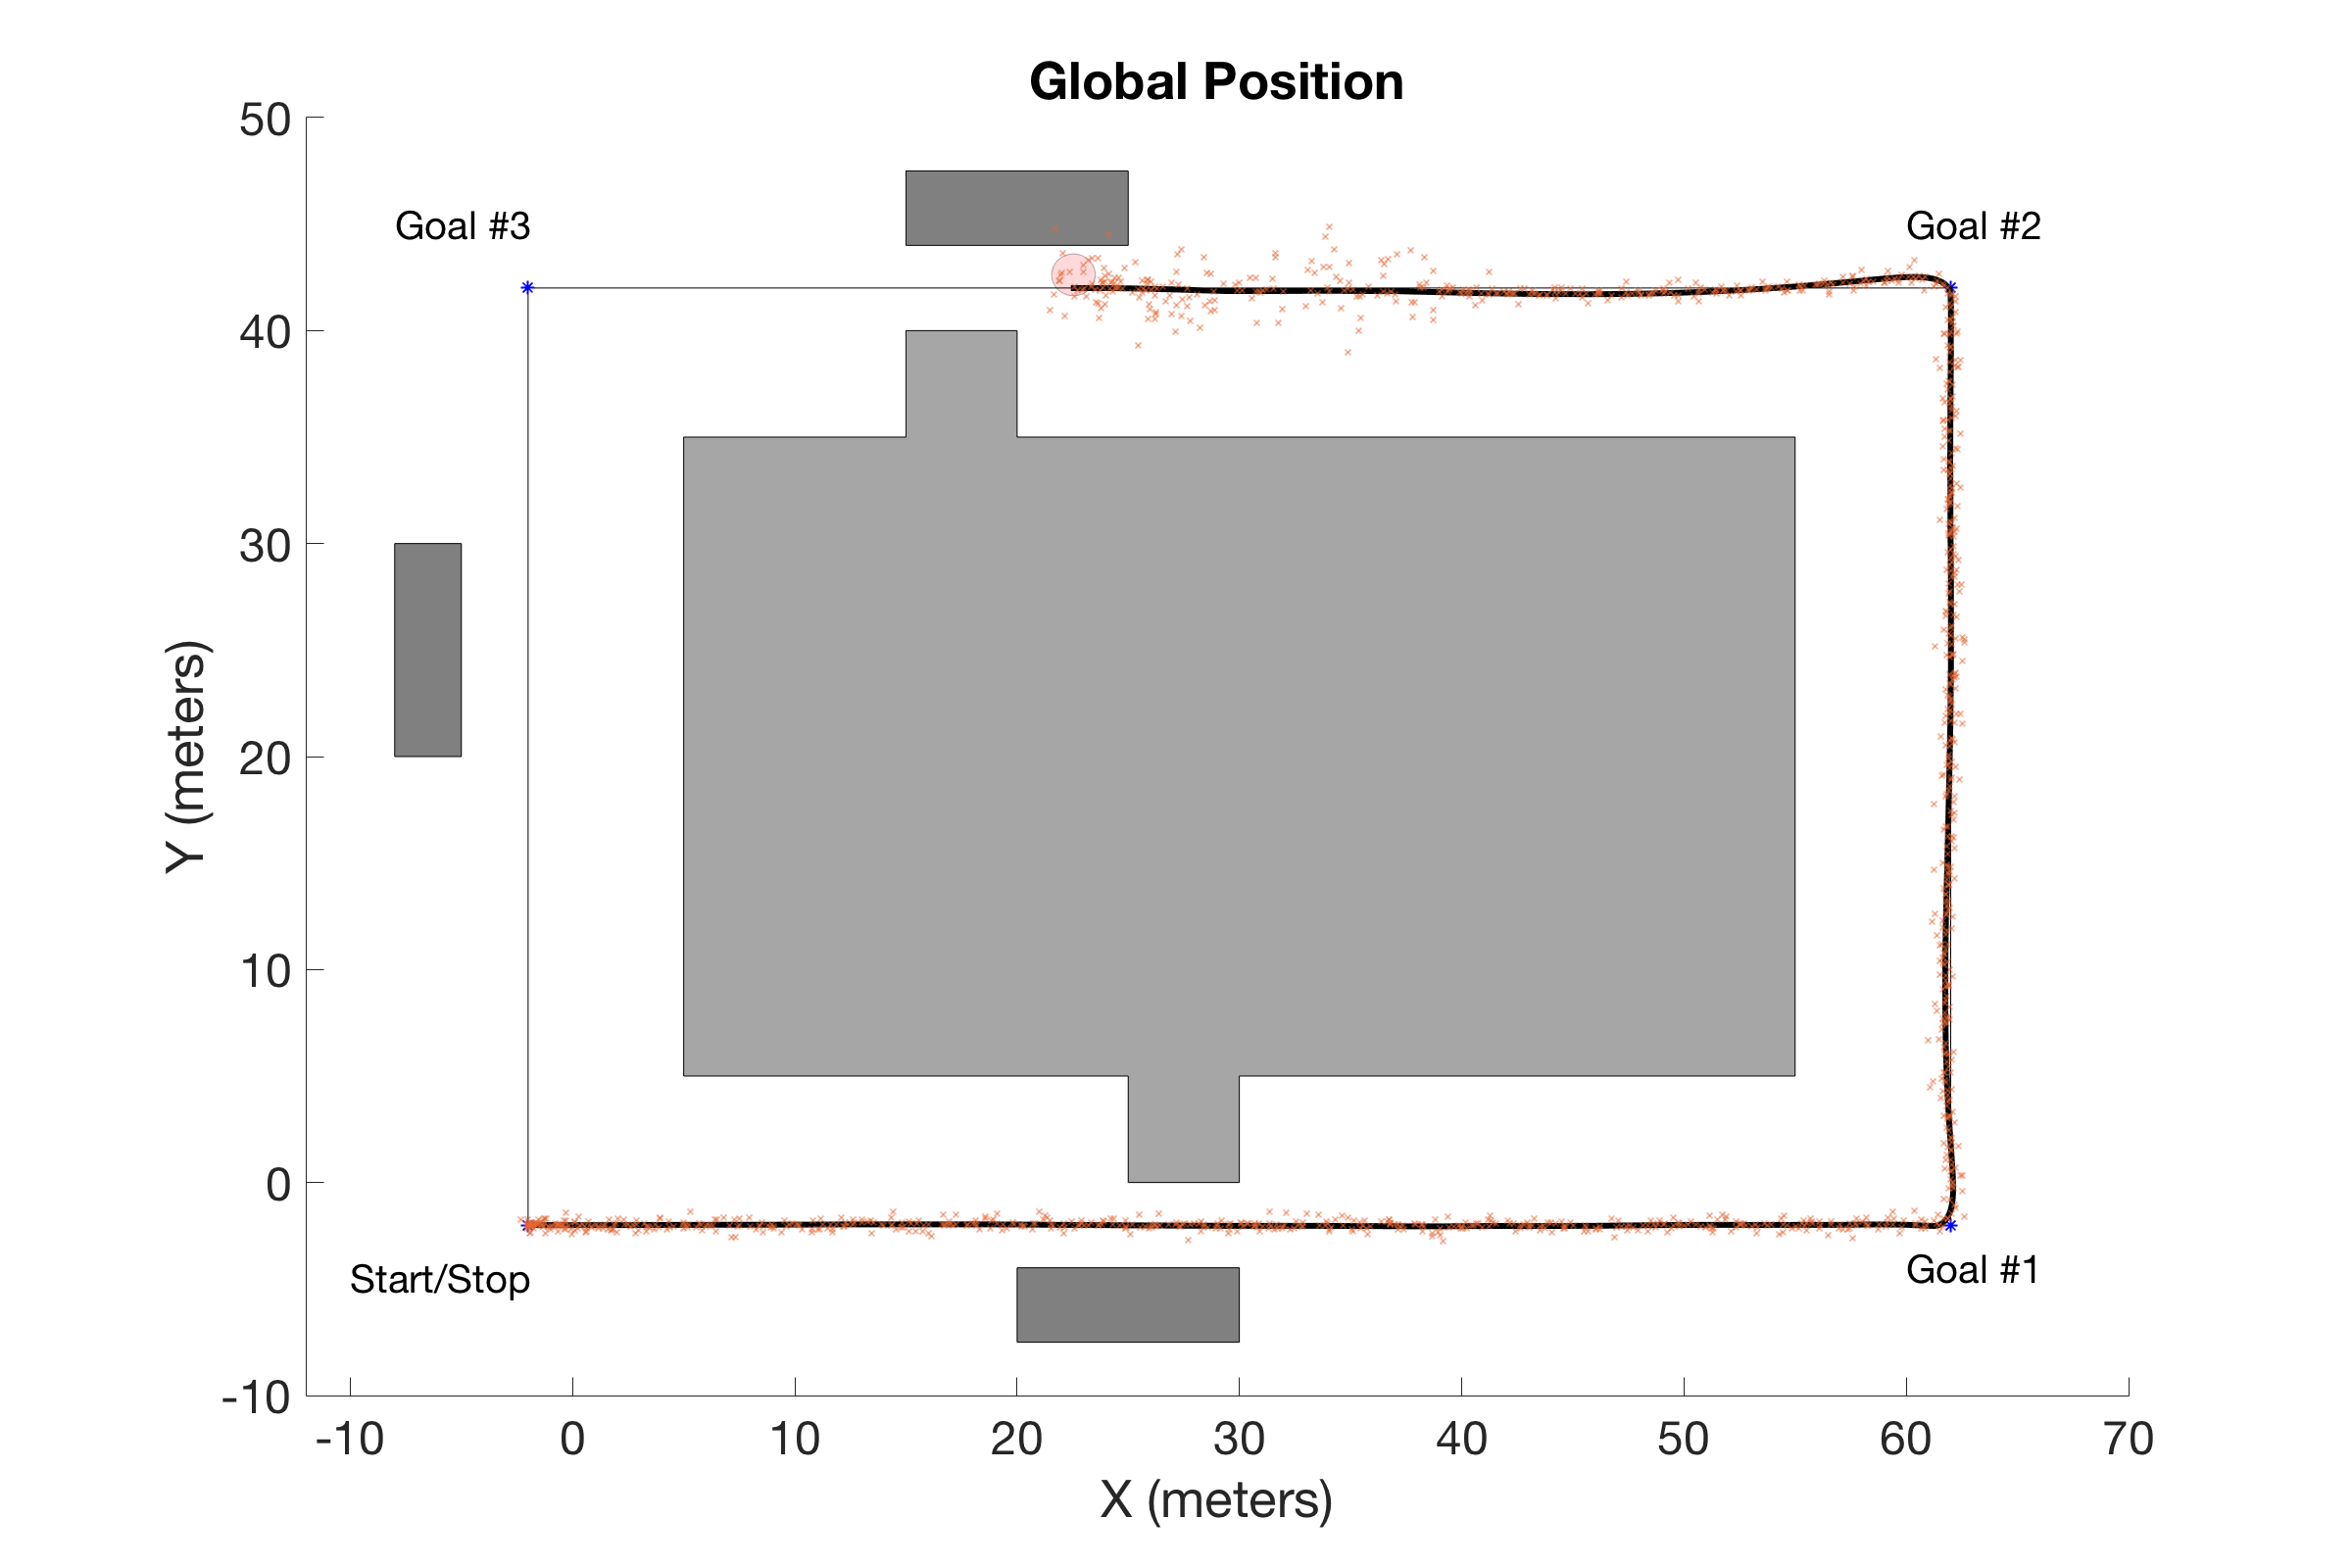 Global Position
50
Goal #3
Goal #2
40
30
Y (meters)
20
10
0
Start/Stop
Goal #1
-10
-10 0 10 20 30 40 50 60 70
X (meters)